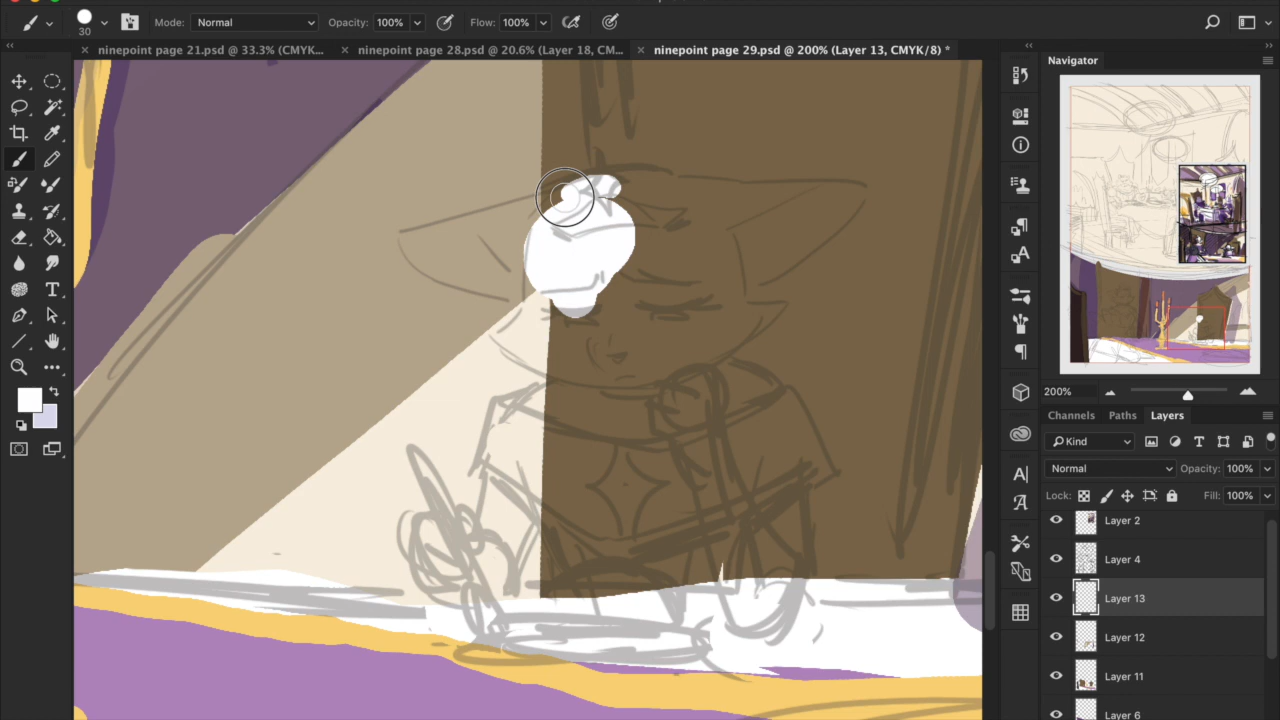 30
Mode: Normal
Opacity: 100%
Flow: 100%
ninepoint page 21.psd @ 33.3% (CMYK...
ninepoint page 28.psd @ 20.6% (Layer 18, CM...
ninepoint page 29.psd @ 200% (Layer 13, CMYK/8) *
Navigator
200%
Channels
Paths
Layers
Kind
Normal
Opacity: 100%
Lock:
Fill: 100%
Layer 2
Layer 4
Layer 13
Layer 12
Layer 11
Layer 6